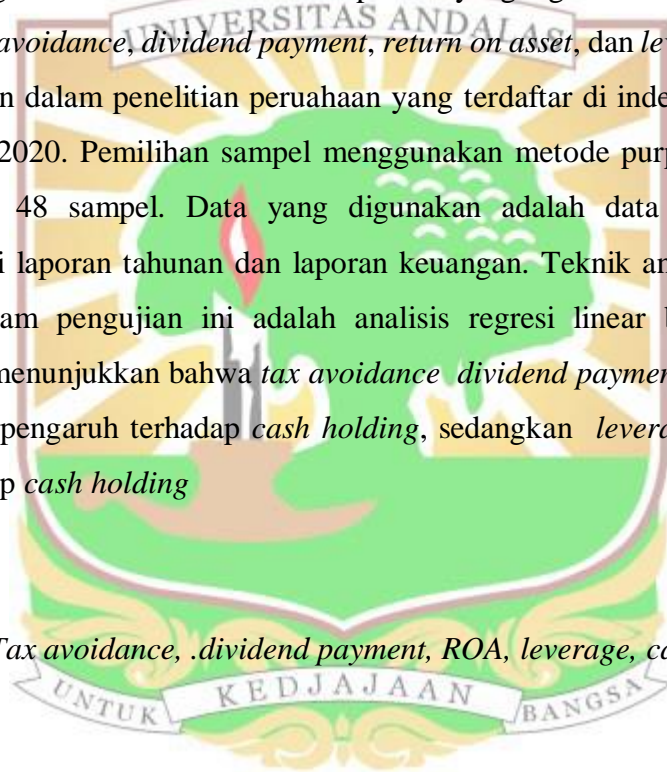 UNIVERSITAS ANDALAS
avoidance, dividend payment, return on asset, dan
n dalam penelitian peruahaan yang terdaftar di inde
2020. Pemilihan sampel menggunakan metode purp
48 sampel. Data yang digunakan adalah data
i laporan tahunan dan laporan keuangan. Teknik an
am pengujian ini adalah analisis regresi linear b
menunjukkan bahwa tax avoidance dividend paymen
pengaruh terhadap cash holding, sedangkan levera
p cash holding
Tax avoidance, .dividend payment, ROA, leverage, ca
UNTUK KEDJAJAAN BANGSA